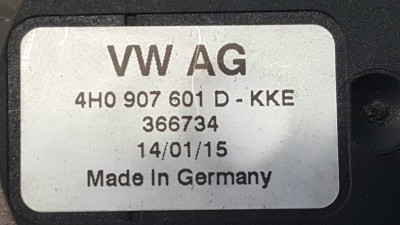 VW AG
4H0 907 601 D - KKE
366734
14/01/15
Made In Germany